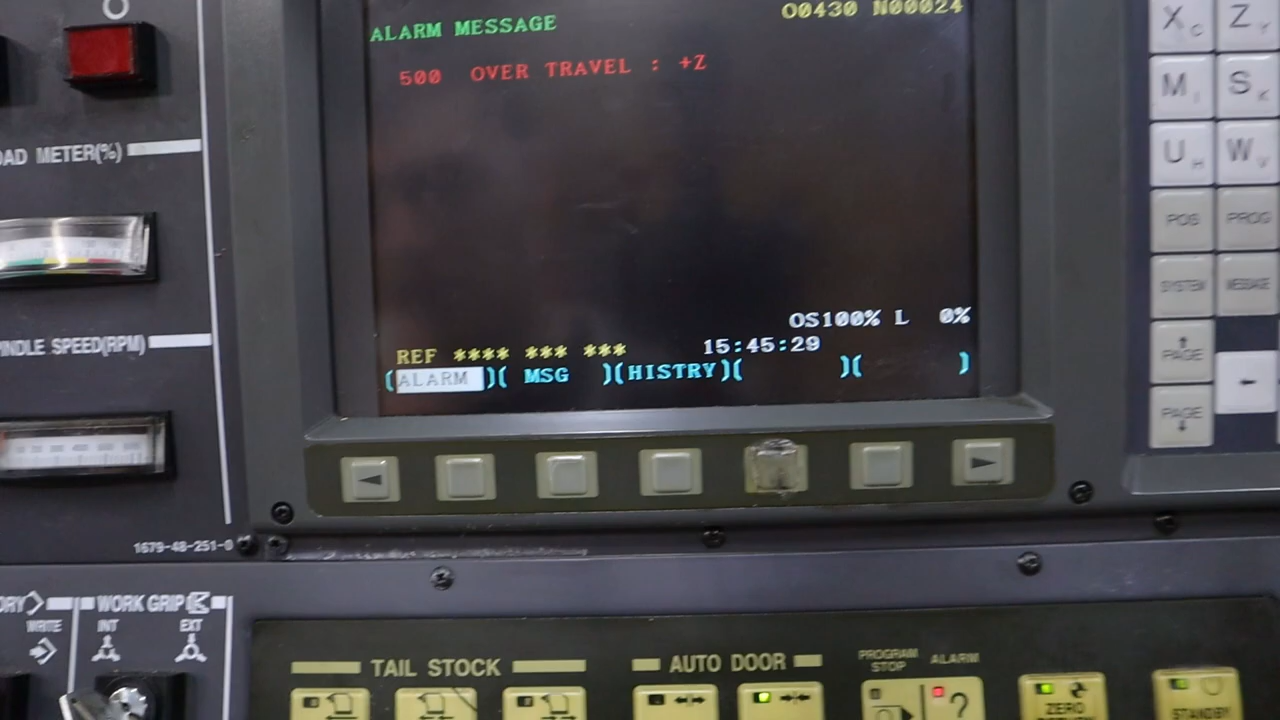 O0430 N00024
ALARM MESSAGE
500 OVER TRAVEL : +Z
OS100% L 0%
REF **** *** ***
15:45:29
(ALARM )( MSG )(HISTRY)( )( )
X C
Z Y
M I
S K
U H
W V
POS
PROG
SYSTEM
MESSAGE
↑
PAGE
←
PAGE
↓
OAD METER(%)
INDLE SPEED(RPM)
1679-48-251-0
ORY
WRITE
WORK GRIP
INT
EXT
TAIL STOCK
AUTO DOOR
PROGRAM
STOP
ALARM
?
ZERO
STANDBY